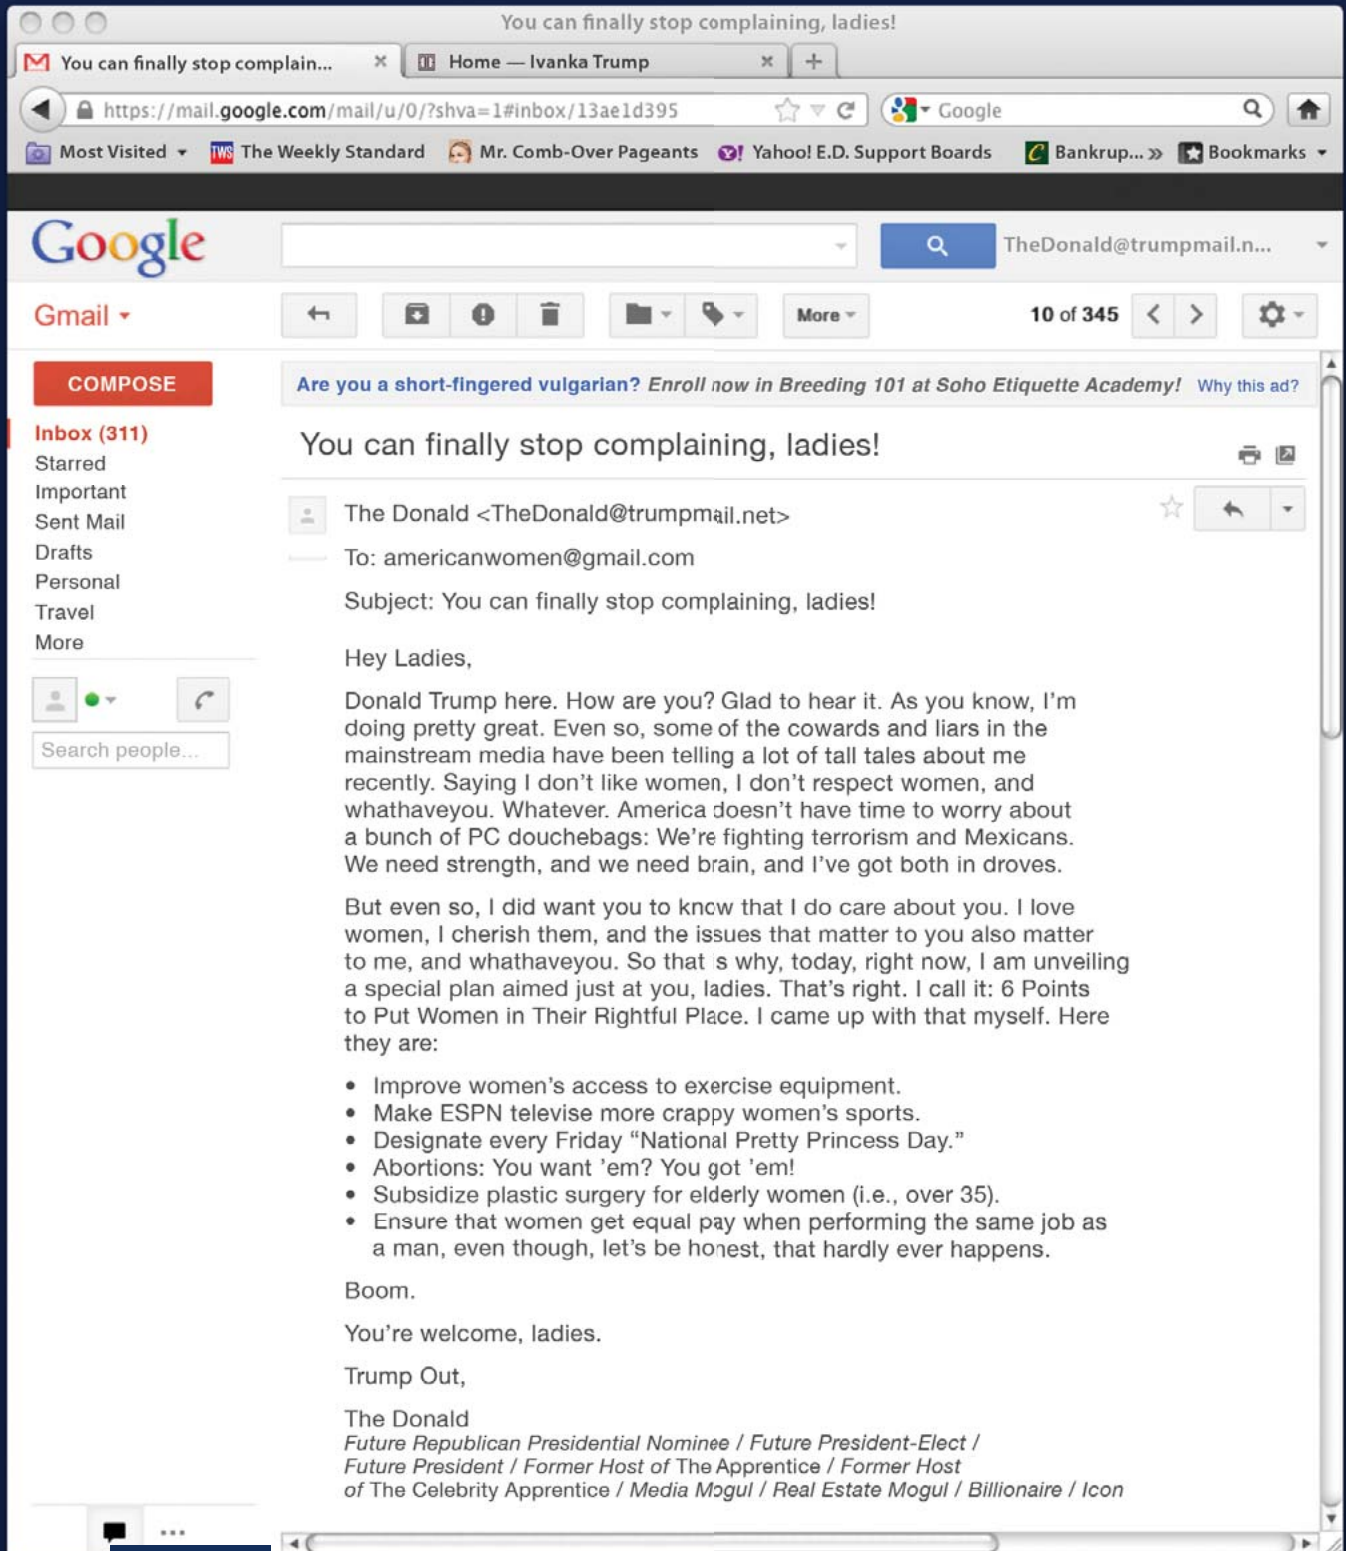 You can finally stop complaining, ladies!
You can finally stop complain... × Home — Ivanka Trump × +
https://mail.google.com/mail/u/0/?shva=1#inbox/13ae1d395 Google
Most Visited TWS The Weekly Standard Mr. Comb-Over Pageants Yahoo! E.D. Support Boards Bankrup... » Bookmarks
Google TheDonald@trumpmail.n...
Gmail More 10 of 345
COMPOSE
Inbox (311)
Starred
Important
Sent Mail
Drafts
Personal
Travel
More
Search people...
Are you a short-fingered vulgarian? Enroll now in Breeding 101 at Soho Etiquette Academy! Why this ad?
You can finally stop complaining, ladies!
The Donald <TheDonald@trumpmail.net>
To: americanwomen@gmail.com
Subject: You can finally stop complaining, ladies!
Hey Ladies,
Donald Trump here. How are you? Glad to hear it. As you know, I'm
doing pretty great. Even so, some of the cowards and liars in the
mainstream media have been telling a lot of tall tales about me
recently. Saying I don't like women, I don't respect women, and
whathaveyou. Whatever. America doesn't have time to worry about
a bunch of PC douchebags: We're fighting terrorism and Mexicans.
We need strength, and we need brain, and I've got both in droves.
But even so, I did want you to know that I do care about you. I love
women, I cherish them, and the issues that matter to you also matter
to me, and whathaveyou. So that is why, today, right now, I am unveiling
a special plan aimed just at you, ladies. That's right. I call it: 6 Points
to Put Women in Their Rightful Place. I came up with that myself. Here
they are:
• Improve women's access to exercise equipment.
• Make ESPN televise more crappy women's sports.
• Designate every Friday “National Pretty Princess Day.”
• Abortions: You want 'em? You got 'em!
• Subsidize plastic surgery for elderly women (i.e., over 35).
• Ensure that women get equal pay when performing the same job as
a man, even though, let's be honest, that hardly ever happens.
Boom.
You're welcome, ladies.
Trump Out,
The Donald
Future Republican Presidential Nominee / Future President-Elect /
Future President / Former Host of The Apprentice / Former Host
of The Celebrity Apprentice / Media Mogul / Real Estate Mogul / Billionaire / Icon